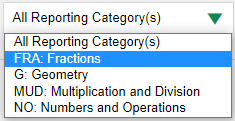 All Reporting Category(s)
All Reporting Category(s)
FRA: Fractions
G: Geometry
MUD: Multiplication and Division
NO: Numbers and Operations